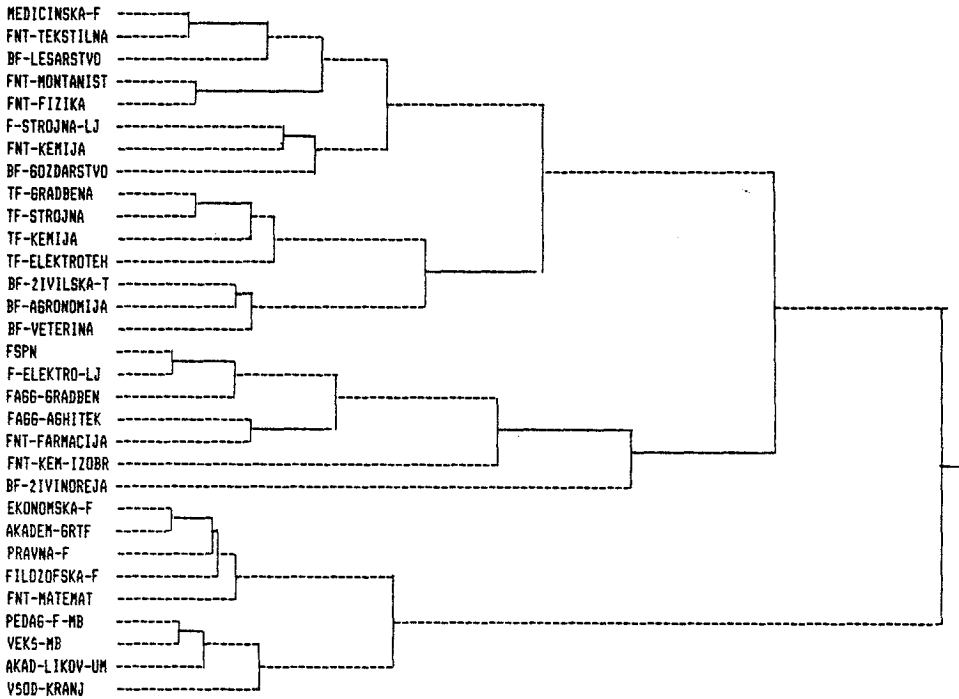 MEDICINSKA-F
FNT-TEKSTILNA
BF-LESARSTVO
FNT-MONTANIST
FNT-FIZIKA
F-STROJNA-LJ
FNT-KEMIJA
BF-GOZDARSTVO
TF-GRADBENA
TF-STROJNA
TF-KEMIJA
TF-ELEKTROTEH
BF-ZIVILSKA-T
BF-AGRONOMIJA
BF-VETERINA
FSPN
F-ELEKTRO-LJ
FAGG-GRADBEN
FAGG-AGHITEK
FNT-FARMACIJA
FNT-KEM-IZOBR
BF-ZIVINOREJA
EKONOMSKA-F
AKADEM-GRTF
PRAVNA-F
FILOZOFSKA-F
FNT-MATEMAT
PEDAG-F-MB
VEKS-MB
AKAD-LIKOV-UM
VSOD-KRANJ